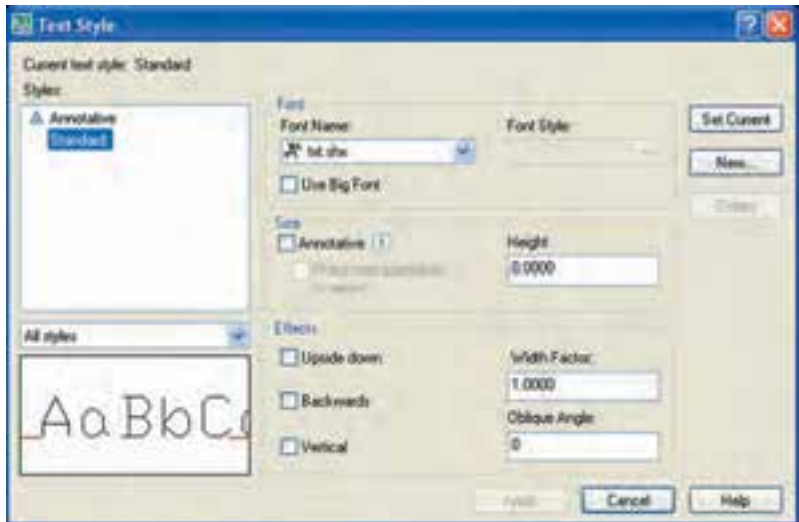 Text Style
Current text style: Standard
Styles:
Annotative
Standard
All styles
AaBbC
Font
Font Name:
txt.shx
Use Big Font
Font Style:
Size
Annotative
Height
0.0000
Effects
Upside down
Backwards
Vertical
Width Factor:
1.0000
Oblique Angle:
0
Set Current
New...
Delete
Apply
Cancel
Help